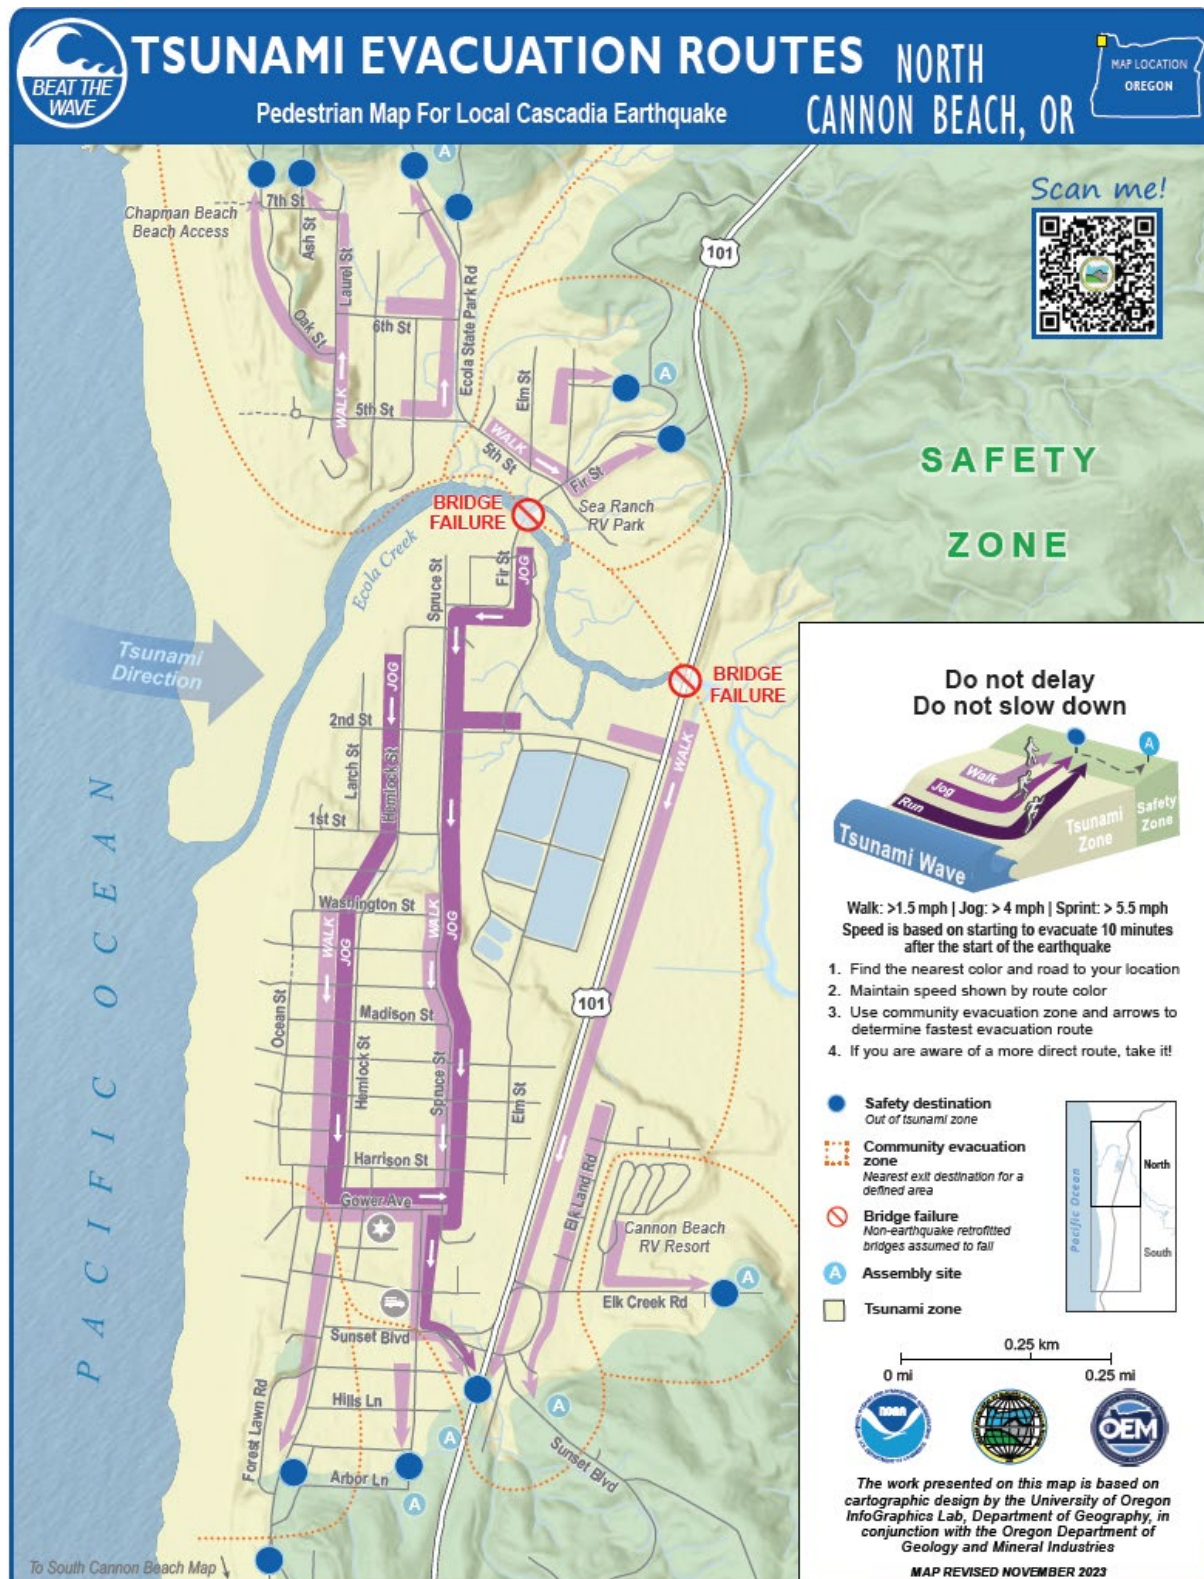 BEAT THE
WAVE
TSUNAMI EVACUATION ROUTES
Pedestrian Map For Local Cascadia Earthquake
NORTH
CANNON BEACH, OR
MAP LOCATION
OREGON
Scan me!
A
7th St
Chapman Beach
Beach Access
Ash St
Laurel St
Oak St
6th St
Ecola State Park Rd
101
WALK
5th St
Elm St
A
WALK
5th St
Fir St
SAFETY
ZONE
Sea Ranch
RV Park
BRIDGE
FAILURE
Ecola Creek
Spruce St
Fir St
JOG
Tsunami
Direction
BRIDGE
FAILURE
JOG
2nd St
Larch St
Hemlock St
WALK
1st St
PACIFIC OCEAN
Washington St
WALK
JOG
WALK
JOG
101
Ocean St
Madison St
Hemlock St
Spruce St
Elm St
Harrison St
Gower Ave
Elk Land Rd
Cannon Beach
RV Resort
A
Elk Creek Rd
Sunset Blvd
Forest Lawn Rd
Hills Ln
A
A
Sunset Blvd
Arbor Ln
A
To South Cannon Beach Map
Do not delay
Do not slow down
A
Walk
Jog
Run
Tsunami Wave
Tsunami
Zone
Safety
Zone
Walk: >1.5 mph | Jog: > 4 mph | Sprint: > 5.5 mph
Speed is based on starting to evacuate 10 minutes
after the start of the earthquake
1. Find the nearest color and road to your location
2. Maintain speed shown by route color
3. Use community evacuation zone and arrows to
determine fastest evacuation route
4. If you are aware of a more direct route, take it!
Safety destination
Out of tsunami zone
Community evacuation
zone
Nearest exit destination for a
defined area
Bridge failure
Non-earthquake retrofitted
bridges assumed to fail
A Assembly site
Tsunami zone
Pacific Ocean
North
South
0.25 km
0 mi
0.25 mi
NOAA
OEM
The work presented on this map is based on
cartographic design by the University of Oregon
InfoGraphics Lab, Department of Geography, in
conjunction with the Oregon Department of
Geology and Mineral Industries
MAP REVISED NOVEMBER 2023